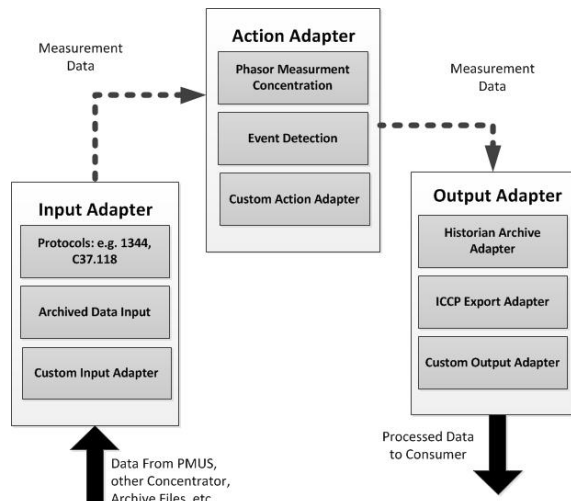 Measurement
Data
Action Adapter
Phasor Measurment
Concentration
Event Detection
Custom Action Adapter
Measurement
Data
Input Adapter
Protocols: e.g. 1344,
C37.118
Archived Data Input
Custom Input Adapter
Output Adapter
Historian Archive
Adapter
ICCP Export Adapter
Custom Output Adapter
Data From PMUS,
other Concentrator,
Archive Files, etc
Processed Data
to Consumer